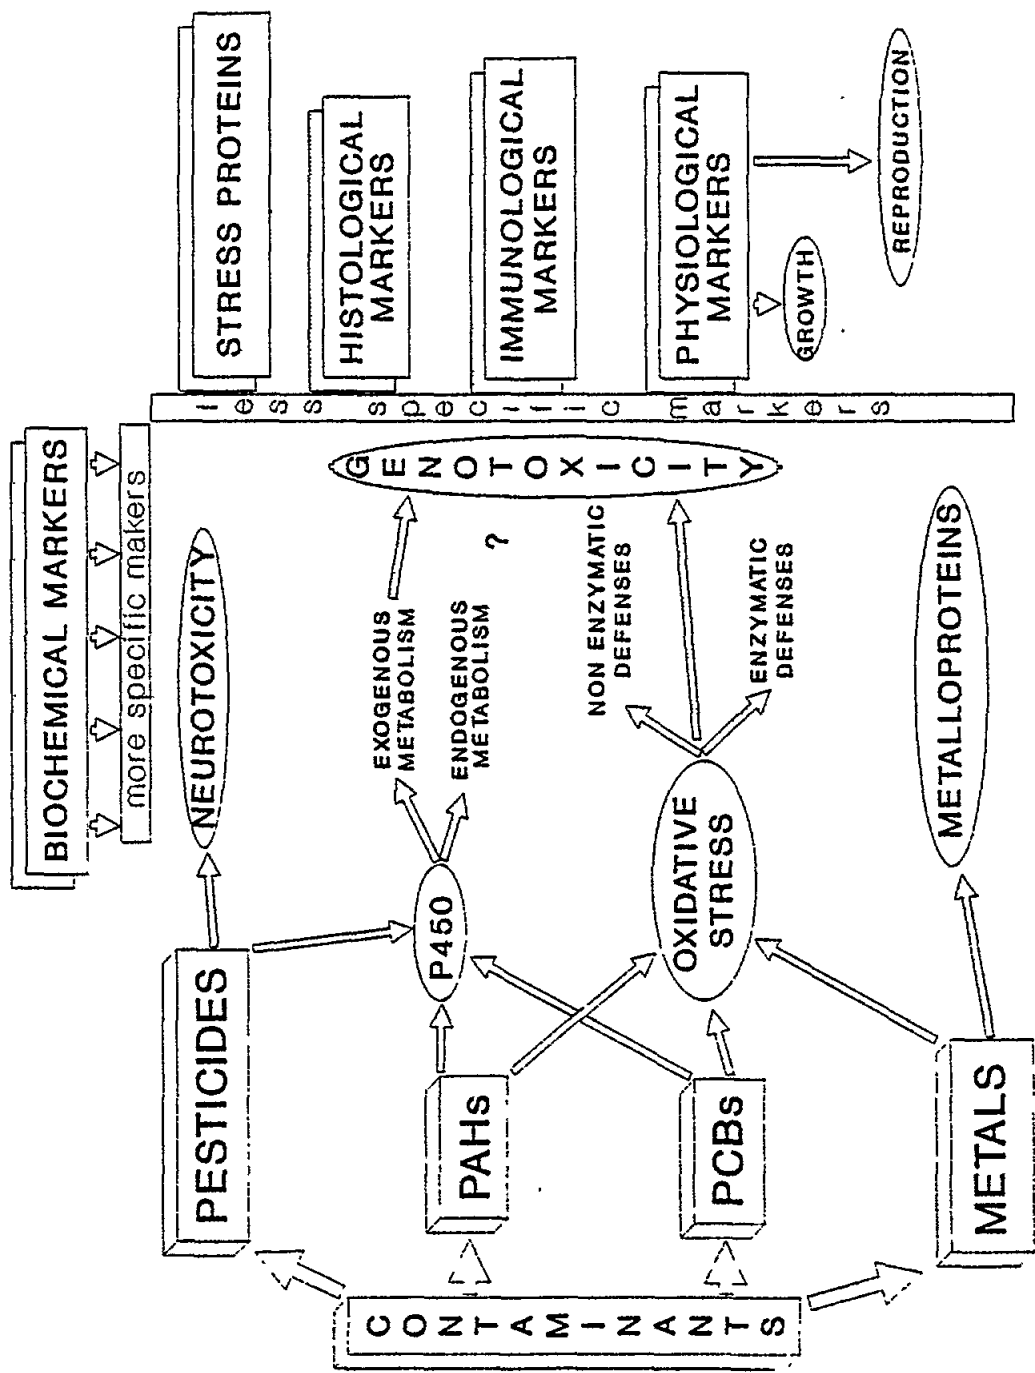 BIOCHEMICAL MARKERS
more specific makers
CONTAMINANTS
PESTICIDES
PAHs
PCBs
METALS
NEUROTOXICITY
P450
OXIDATIVE
STRESS
METALLOPROTEINS
EXOGENOUS
METABOLISM
ENDOGENOUS
METABOLISM
?
NON ENZYMATIC
DEFENSES
ENZYMATIC
DEFENSES
GENOTOXICITY
less specific markers
STRESS PROTEINS
HISTOLOGICAL
MARKERS
IMMUNOLOGICAL
MARKERS
PHYSIOLOGICAL
MARKERS
GROWTH
REPRODUCTION